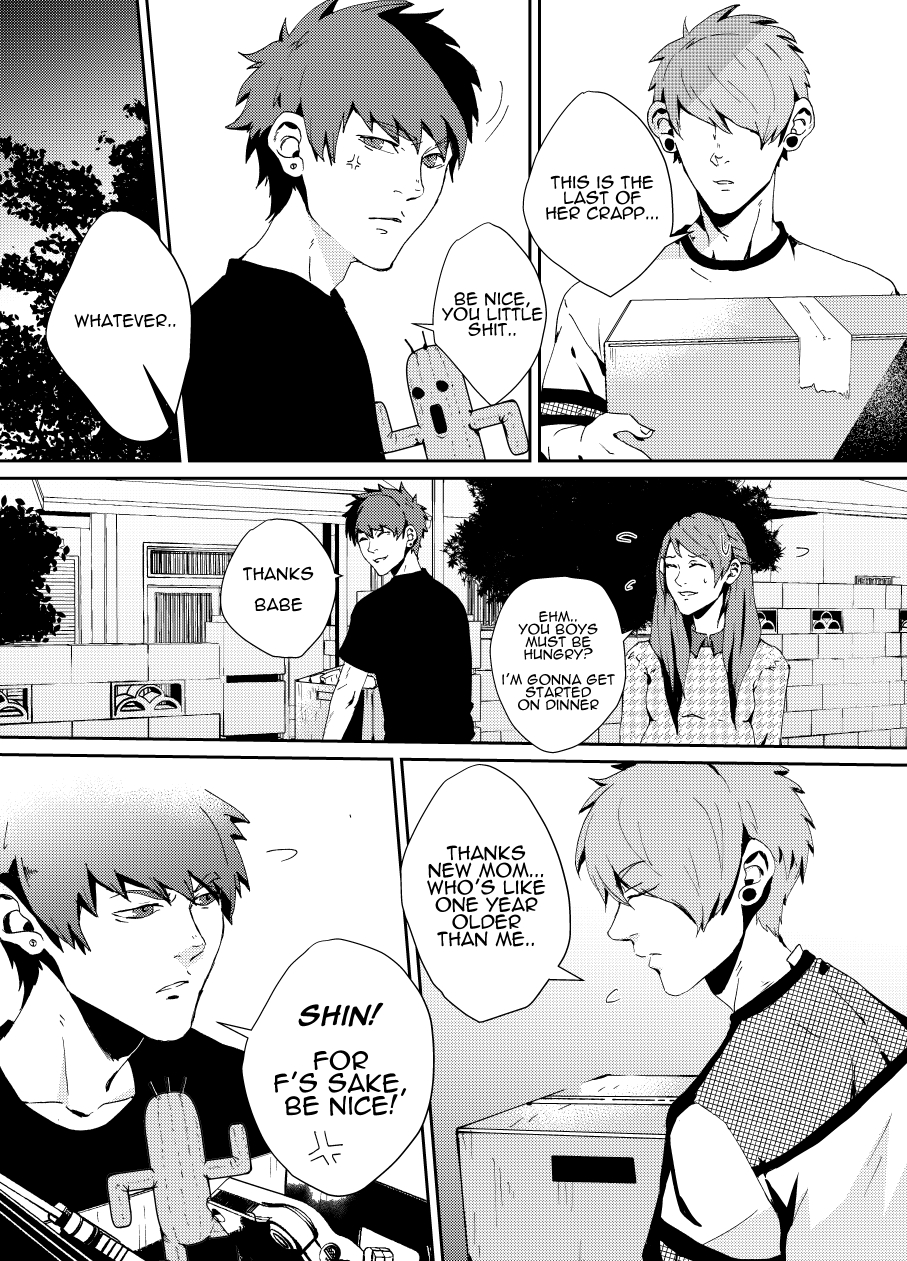 THIS IS THE
LAST OF
HER CRAPP...
BE NICE,
YOU LITTLE
SHIT..
WHATEVER..
EHM..
YOU BOYS
MUST BE
HUNGRY?
I'M GONNA GET
STARTED
ON DINNER
THANKS
BABE
THANKS
NEW MOM...
WHO'S LIKE
ONE YEAR
OLDER
THAN ME..
SHIN!
FOR
F'S SAKE,
BE NICE!